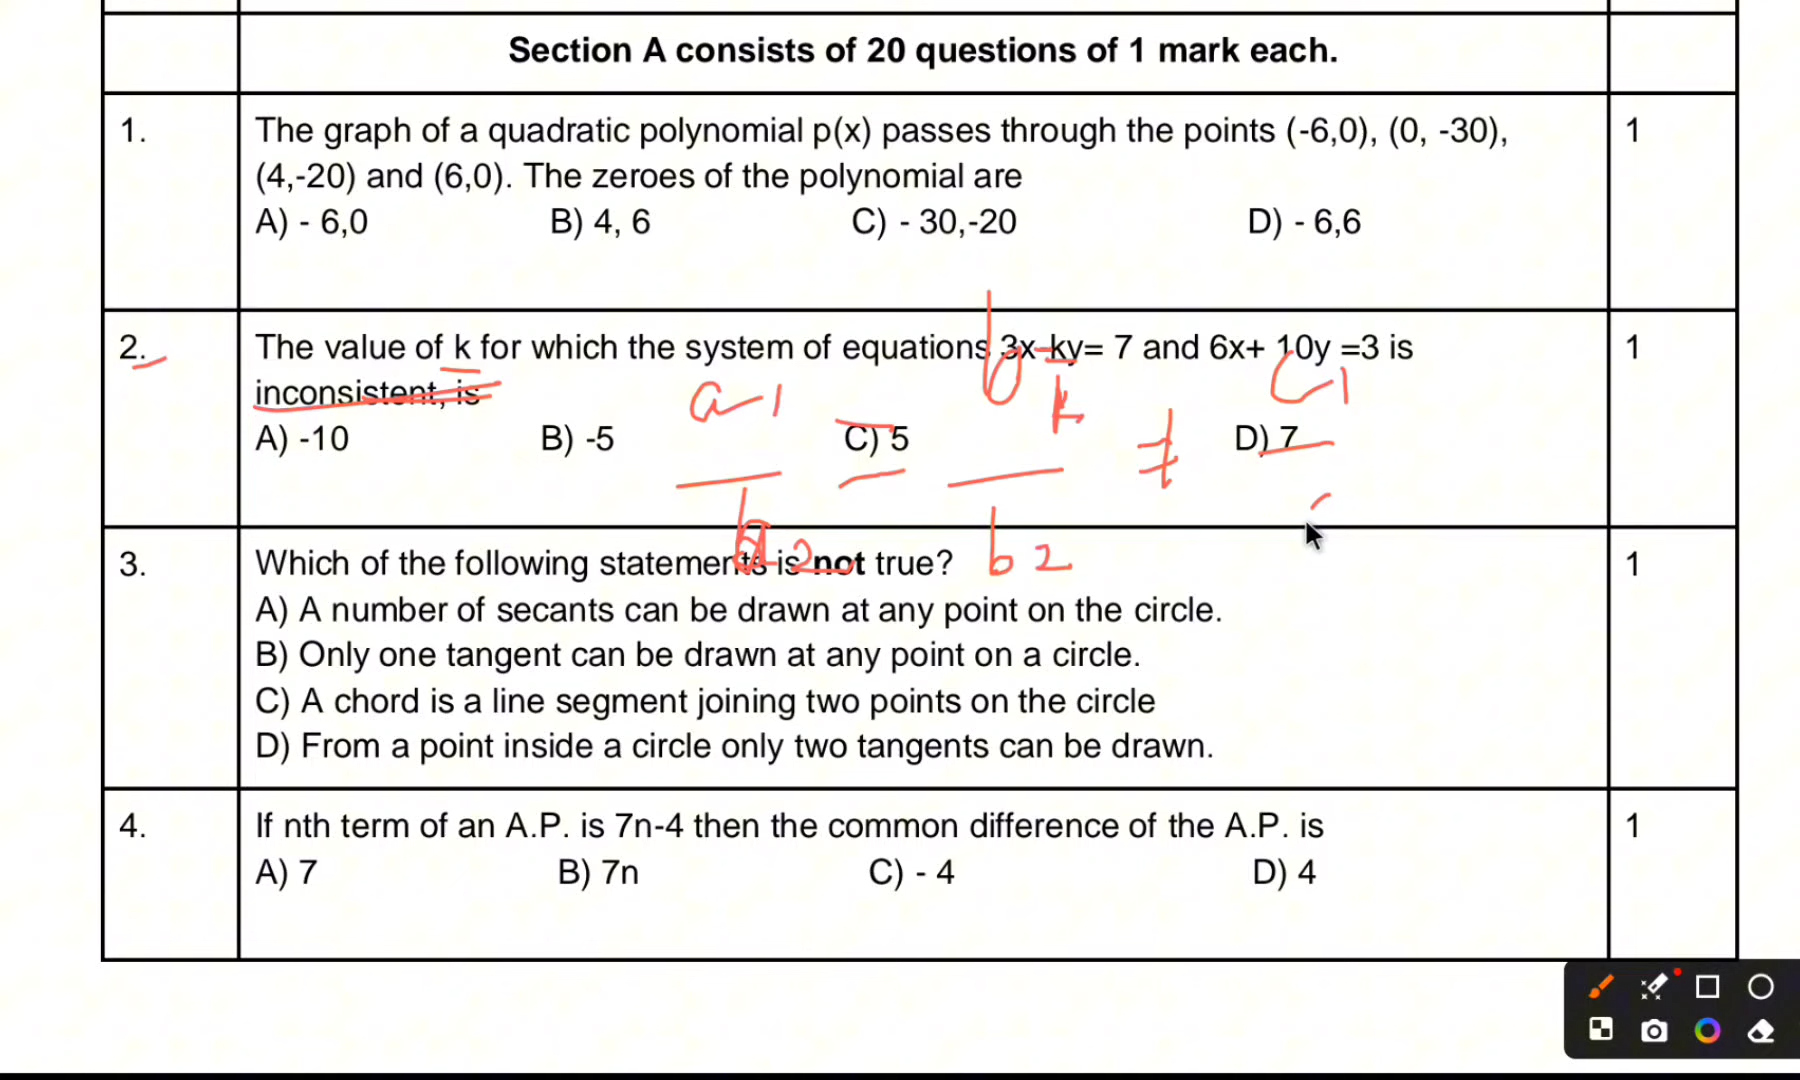 Section A consists of 20 questions of 1 mark each.
1. The graph of a quadratic polynomial p(x) passes through the points (-6,0), (0, -30), 1
(4,-20) and (6,0). The zeroes of the polynomial are
A) - 6,0 B) 4, 6 C) - 30,-20 D) - 6,6
2. The value of k for which the system of equations 3x-ky= 7 and 6x+ 10y =3 is 1
inconsistent, is
A) -10 B) -5 C) 5 D) 7
a1 b k c1
= ≠
a2 b2
3. Which of the following statements is not true? 1
A) A number of secants can be drawn at any point on the circle.
B) Only one tangent can be drawn at any point on a circle.
C) A chord is a line segment joining two points on the circle
D) From a point inside a circle only two tangents can be drawn.
4. If nth term of an A.P. is 7n-4 then the common difference of the A.P. is 1
A) 7 B) 7n C) - 4 D) 4